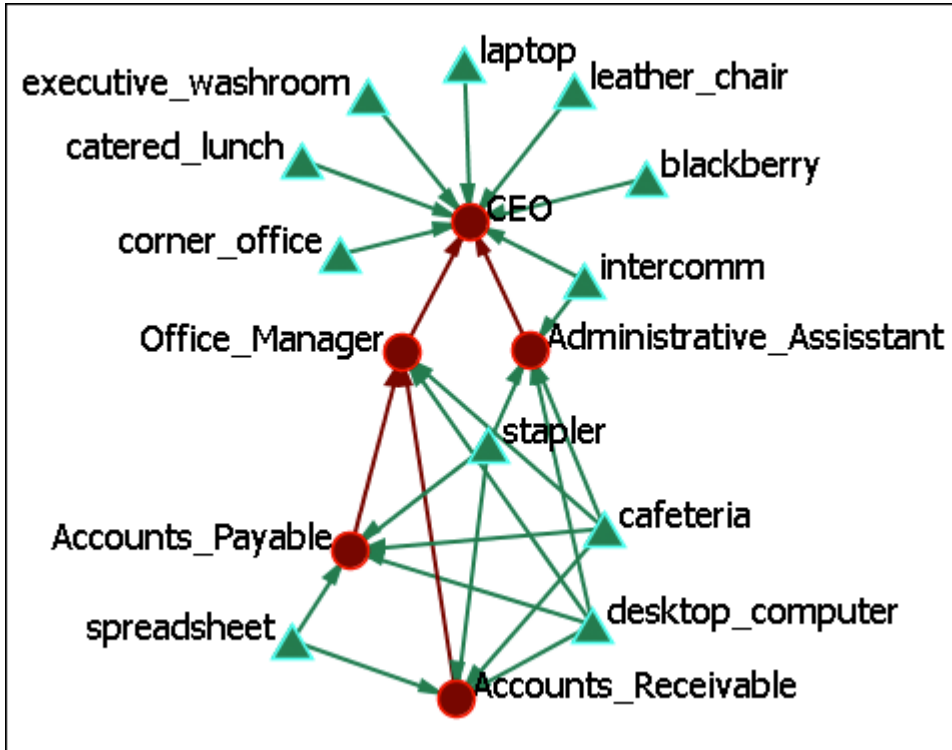 laptop
executive_washroom
leather_chair
catered_lunch
blackberry
CEO
corner_office
intercomm
Office_Manager
Administrative_Assisstant
stapler
cafeteria
Accounts_Payable
desktop_computer
spreadsheet
Accounts_Receivable